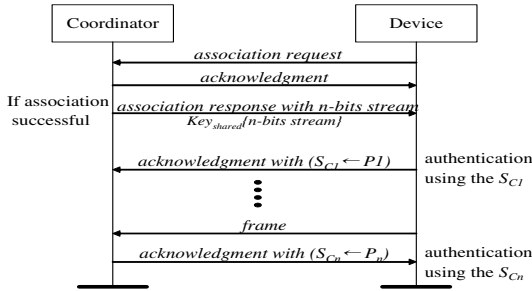 Coordinator
Device
association request
acknowledgment
If association
successful
association response with n-bits stream
Key_shared{n-bits stream}
acknowledgment with (S_C1 ← P1)
authentication
using the S_C1
frame
acknowledgment with (S_Cn ← P_n)
authentication
using the S_Cn